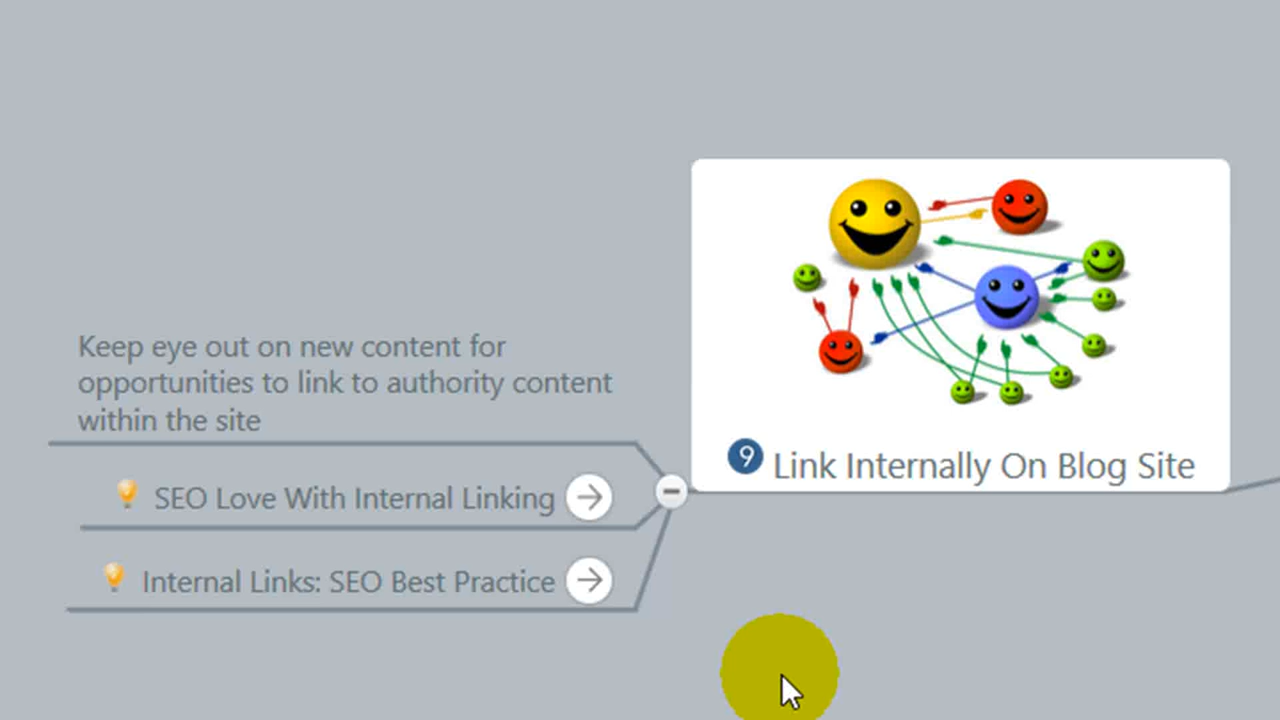 Keep eye out on new content for
opportunities to link to authority content
within the site
SEO Love With Internal Linking
Internal Links: SEO Best Practice
9 Link Internally On Blog Site